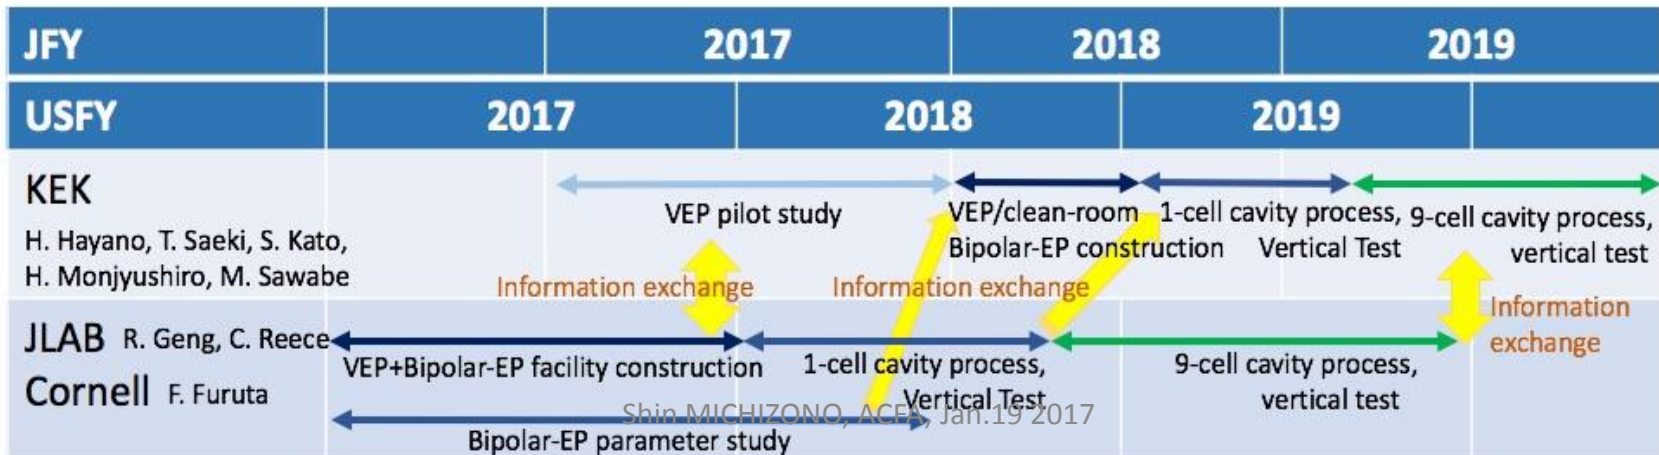 JFY 2017 2018 2019
USFY 2017 2018 2019
KEK
H. Hayano, T. Saeki, S. Kato,
H. Monjyushiro, M. Sawabe
VEP pilot study
VEP/clean-room
Bipolar-EP construction
1-cell cavity process,
Vertical Test
9-cell cavity process,
vertical test
Information exchange
Information exchange
Information
exchange
JLAB R. Geng, C. Reece
Cornell F. Furuta
VEP+Bipolar-EP facility construction
1-cell cavity process,
Vertical Test
9-cell cavity process,
vertical test
Shin MICHIZONO, ACFA, Jan.19 2017
Bipolar-EP parameter study